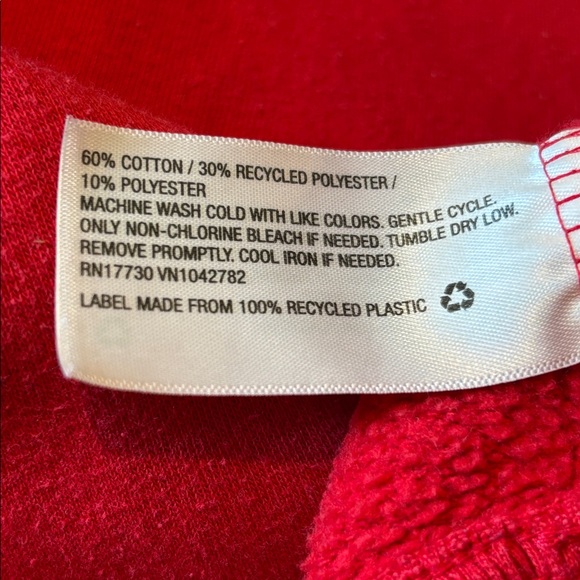 60% COTTON / 30% RECYCLED POLYESTER /
10% POLYESTER
MACHINE WASH COLD WITH LIKE COLORS. GENTLE CYCLE.
ONLY NON-CHLORINE BLEACH IF NEEDED. TUMBLE DRY LOW.
REMOVE PROMPTLY. COOL IRON IF NEEDED.
RN17730 VN1042782
LABEL MADE FROM 100% RECYCLED PLASTIC